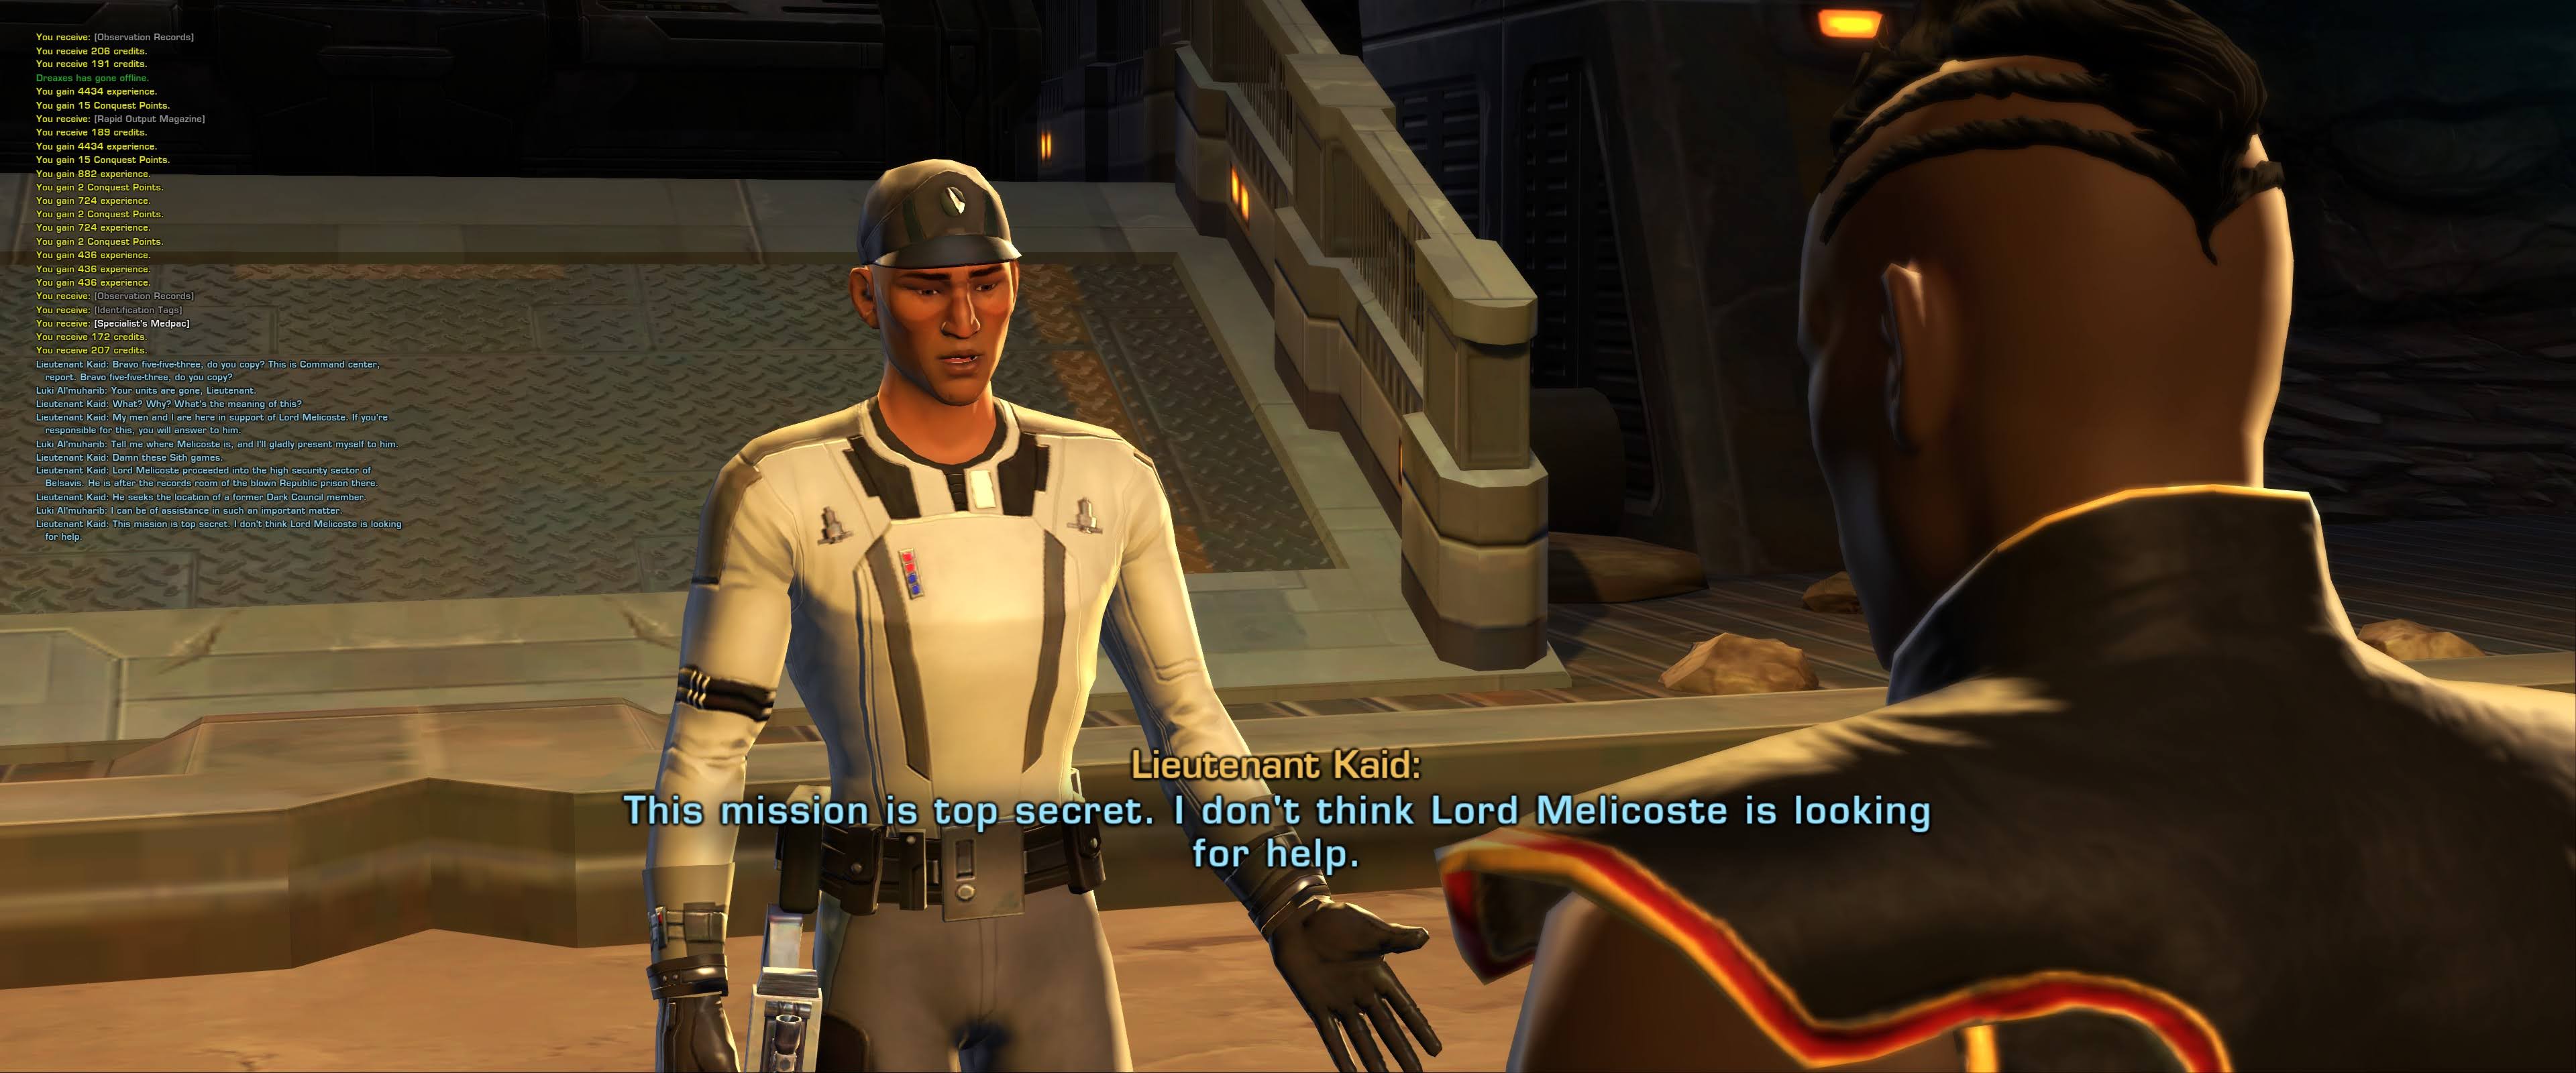 You receive: [Observation Records]
You receive 206 credits.
You receive 191 credits.
Dreaxes has gone offline.
You gain 4434 experience.
You gain 15 Conquest Points.
You receive: [Rapid Output Magazine]
You receive 189 credits.
You gain 4434 experience.
You gain 15 Conquest Points.
You gain 882 experience.
You gain 2 Conquest Points.
You gain 724 experience.
You gain 2 Conquest Points.
You gain 724 experience.
You gain 2 Conquest Points.
You gain 436 experience.
You gain 436 experience.
You gain 436 experience.
You receive: [Observation Records]
You receive: [Identification Tags]
You receive: [Specialist's Medpac]
You receive 172 credits.
You receive 207 credits.
Lieutenant Kaid: Bravo five-five-three, do you copy? This is Command center,
report. Bravo five-five-three, do you copy?
Luki Al'muharib: Your units are gone, Lieutenant.
Lieutenant Kaid: What? Why? What's the meaning of this?
Lieutenant Kaid: My men and I are here in support of Lord Melicoste. If you're
responsible for this, you will answer to him.
Luki Al'muharib: Tell me where Melicoste is, and I'll gladly present myself to him.
Lieutenant Kaid: Damn these Sith games.
Lieutenant Kaid: Lord Melicoste proceeded into the high security sector of
Belsavis. He is after the records room of the blown Republic prison there.
Lieutenant Kaid: He seeks the location of a former Dark Council member.
Luki Al'muharib: I can be of assistance in such an important matter.
Lieutenant Kaid: This mission is top secret. I don't think Lord Melicoste is looking
for help.
Lieutenant Kaid:
This mission is top secret. I don't think Lord Melicoste is looking
for help.